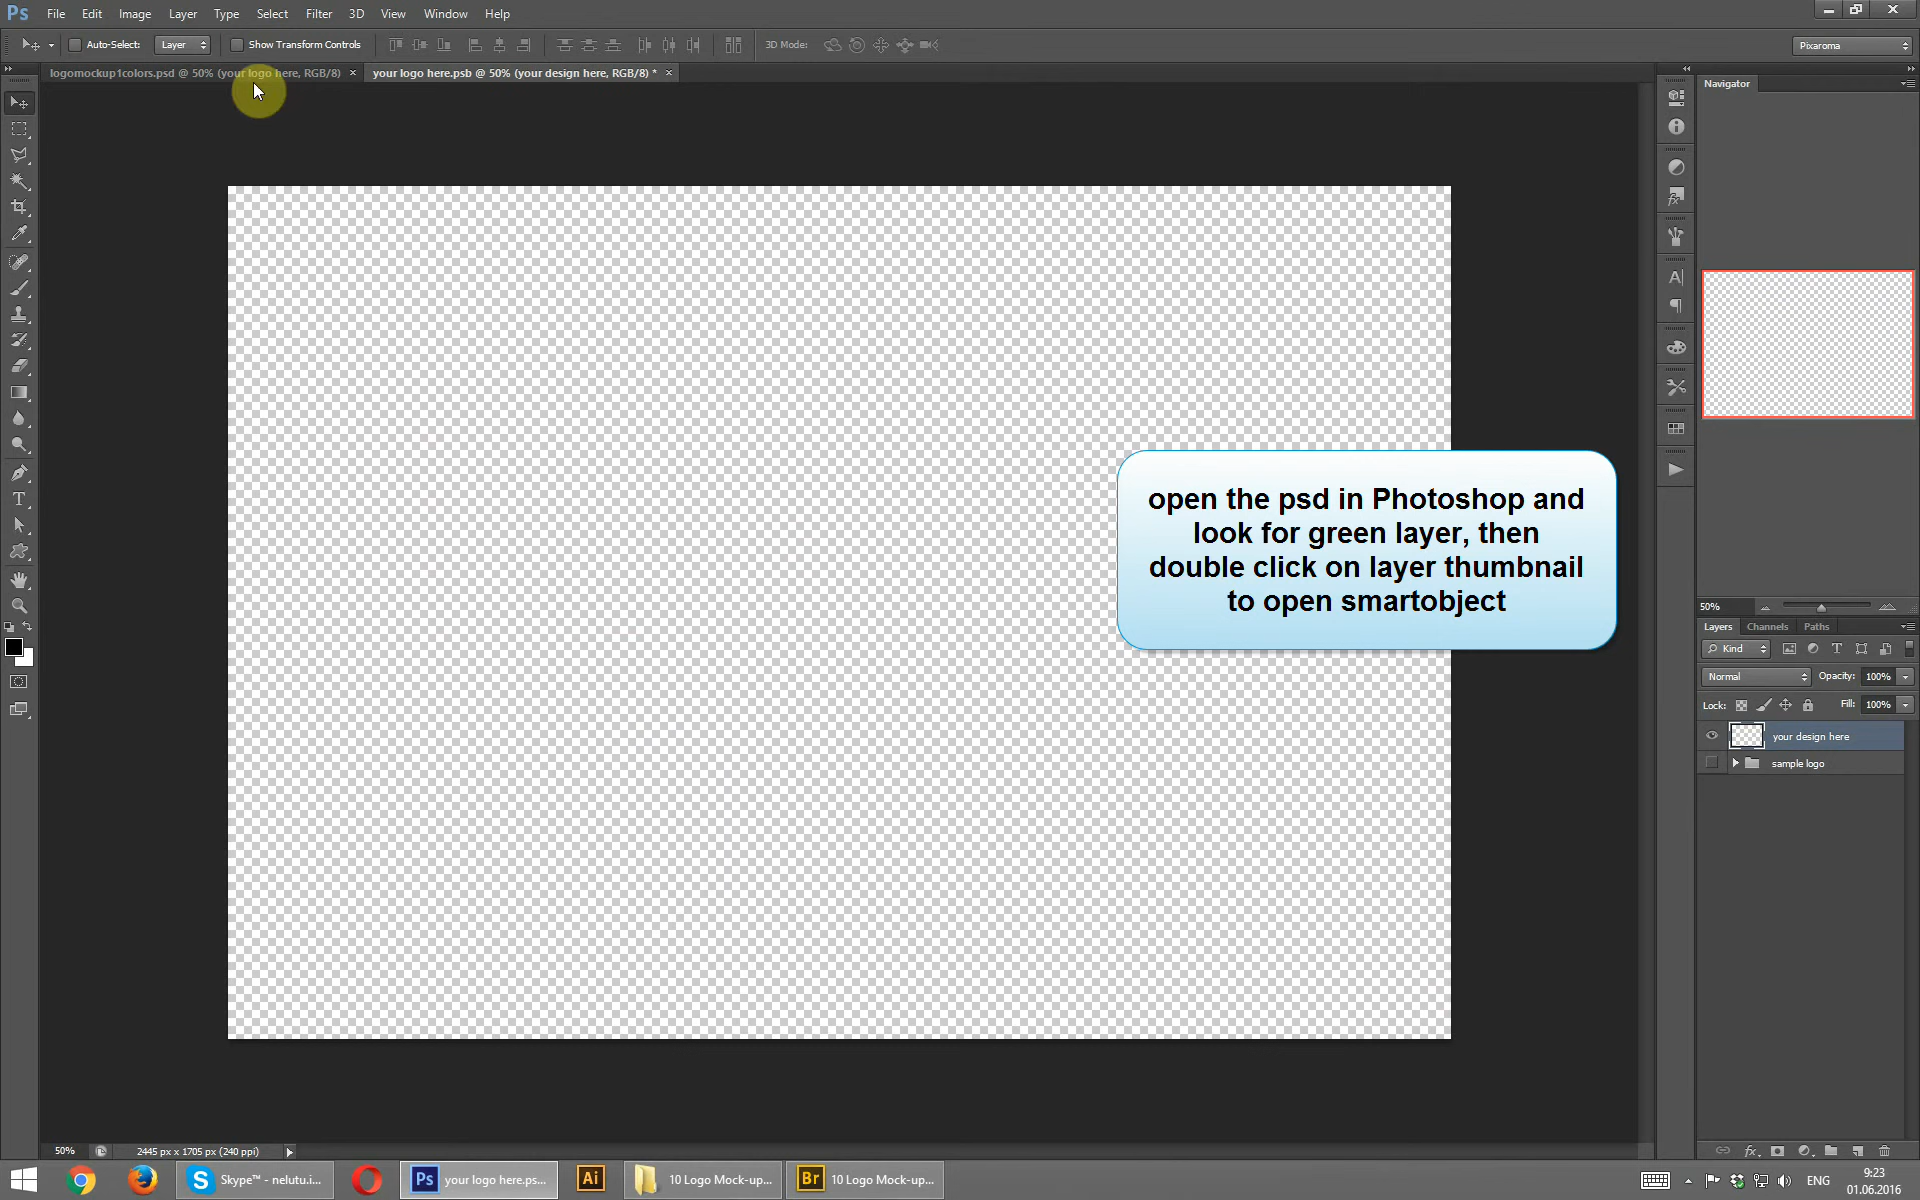 Ps File Edit Image Layer Type Select Filter 3D View Window Help
Auto-Select: Layer Show Transform Controls 3D Mode: Pixaroma
logomockup1colors.psd @ 50% (your logo here, RGB/8) × your logo here.psb @ 50% (your design here, RGB/8) * ×
Navigator
open the psd in Photoshop and
look for green layer, then
double click on layer thumbnail
to open smartobject
50%
Layers Channels Paths
Kind
Normal Opacity: 100%
Lock: Fill: 100%
your design here
sample logo
50% 2445 px x 1705 px (240 ppi)
Skype™ - nelutu.i... Ps your logo here.ps... Ai 10 Logo Mock-up... Br 10 Logo Mock-up... ENG 9:23
01.06.2016